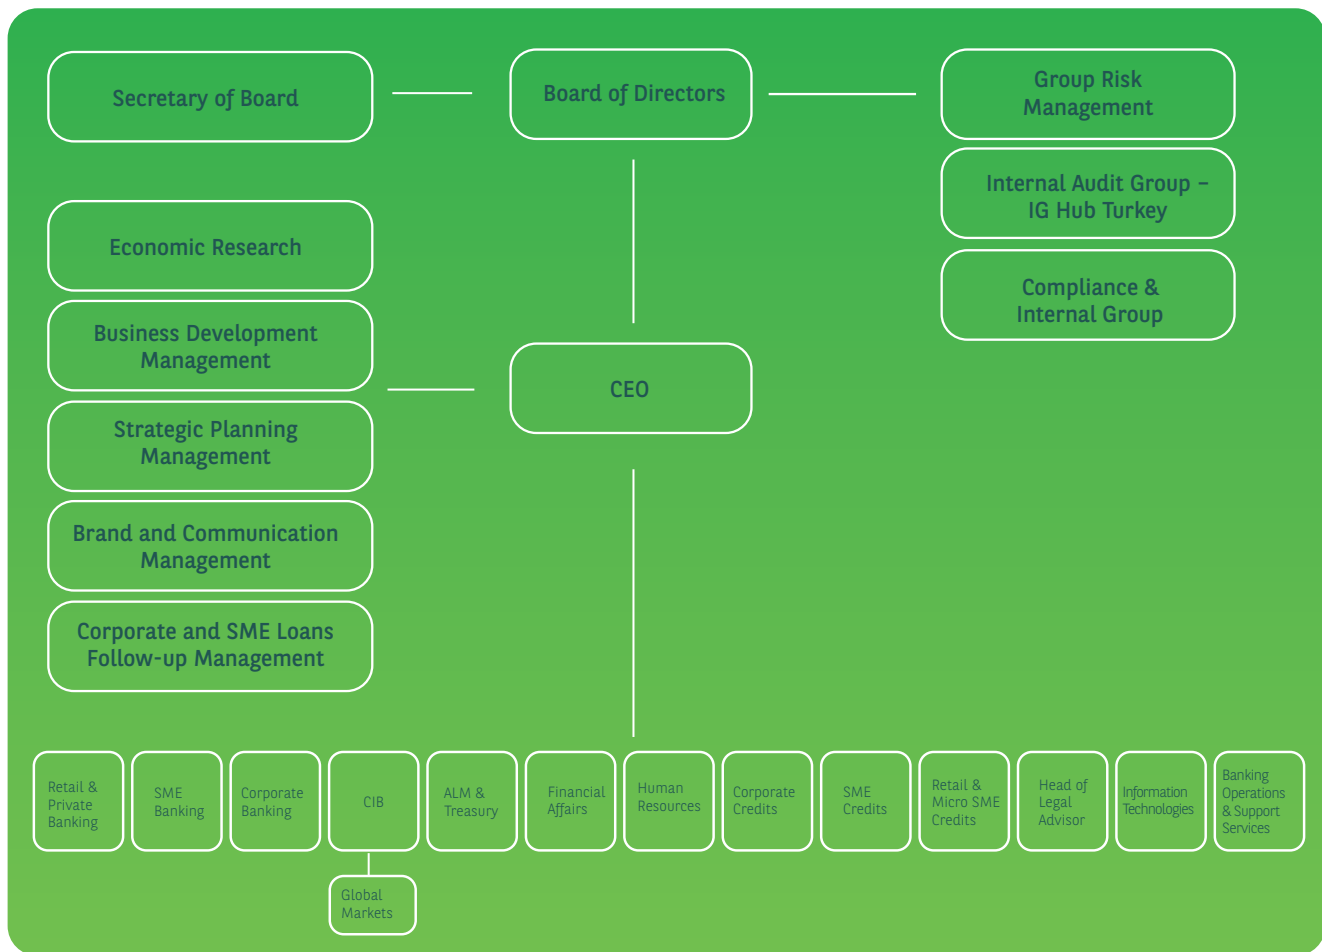 Secretary of Board
Board of Directors
Group Risk
Management
Internal Audit Group –
IG Hub Turkey
Compliance &
Internal Group
Economic Research
Business Development
Management
Strategic Planning
Management
Brand and Communication
Management
Corporate and SME Loans
Follow-up Management
CEO
Retail &
Private
Banking
SME
Banking
Corporate
Banking
CIB
ALM &
Treasury
Financial
Affairs
Human
Resources
Corporate
Credits
SME
Credits
Retail &
Micro SME
Credits
Head of
Legal
Advisor
Information
Technologies
Banking
Operations
& Support
Services
Global
Markets